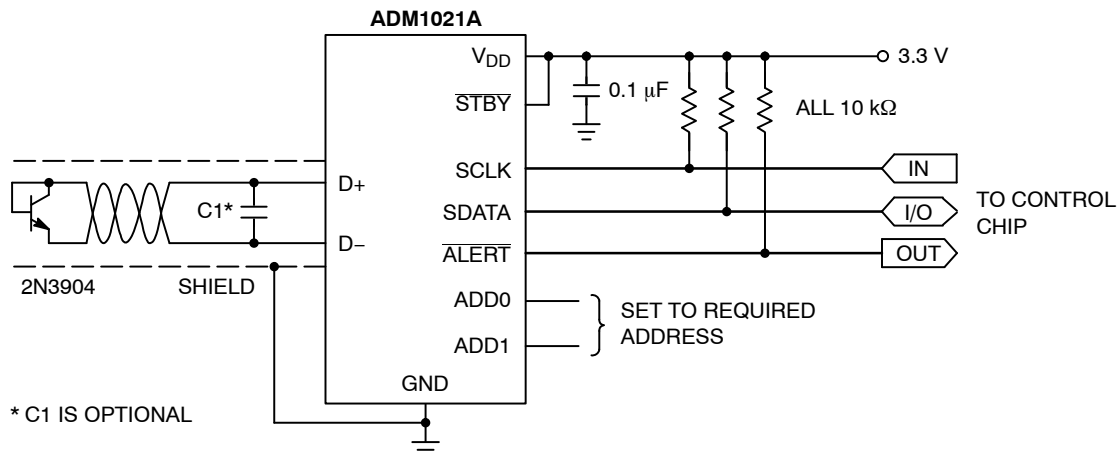 ADM1021A
V_DD
3.3 V
0.1 μF
STBY
ALL 10 kΩ
SCLK
IN
D+
C1*
SDATA
I/O
TO CONTROL
CHIP
D−
ALERT
OUT
2N3904
SHIELD
ADD0
SET TO REQUIRED
ADDRESS
ADD1
GND
* C1 IS OPTIONAL